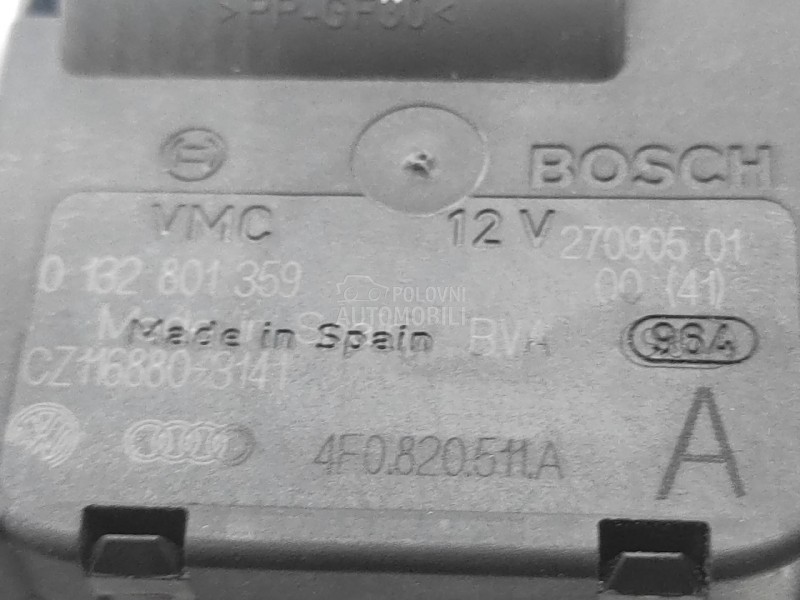 >PP-GF30<
BOSCH
VMC 12 V 270905 01
0 132 801 359 00 (41)
POLOVNI
AUTOMOBILI
Made in Spain B.V.A 964
CZ116880-3141
4F0.820.511.A A